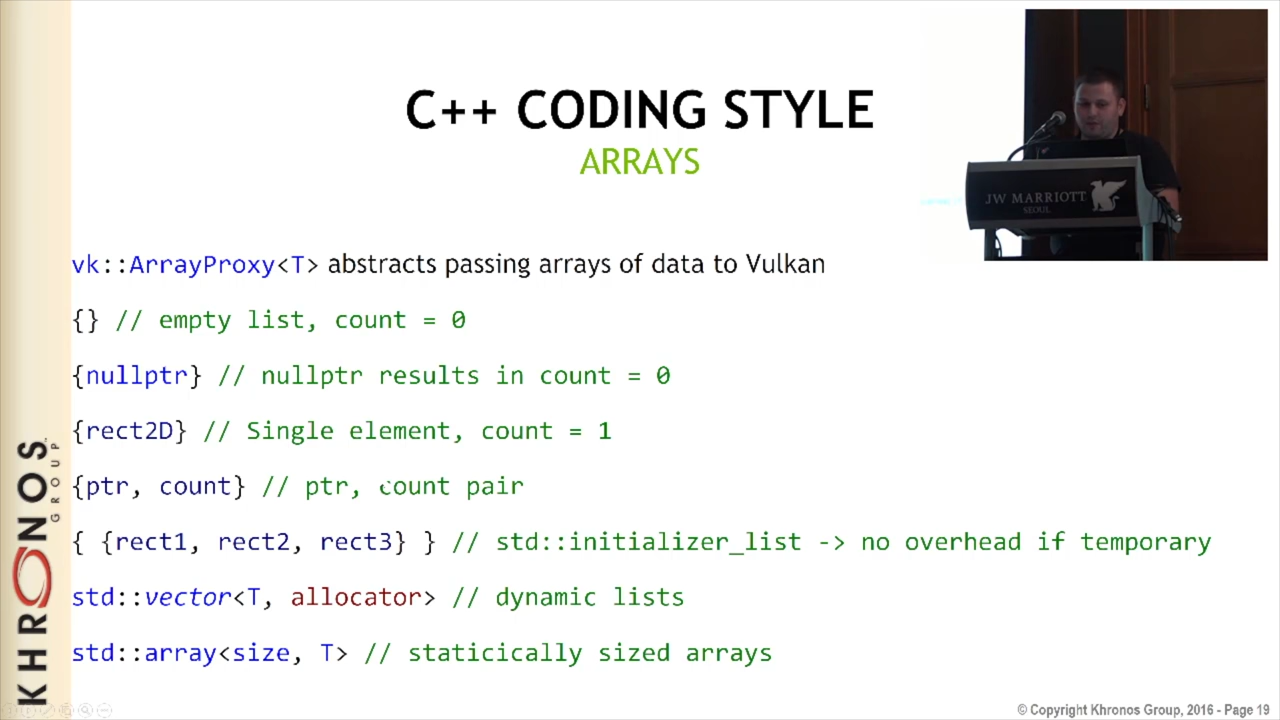 C++ CODING STYLE
ARRAYS
JW MARRIOTT
SEOUL
vk::ArrayProxy<T> abstracts passing arrays of data to Vulkan
{} // empty list, count = 0
{nullptr} // nullptr results in count = 0
{rect2D} // Single element, count = 1
{ptr, count} // ptr, count pair
{ {rect1, rect2, rect3} } // std::initializer_list -> no overhead if temporary
std::vector<T, allocator> // dynamic lists
std::array<size, T> // staticically sized arrays
KHRONOS
GROUP
© Copyright Khronos Group, 2016 - Page 19